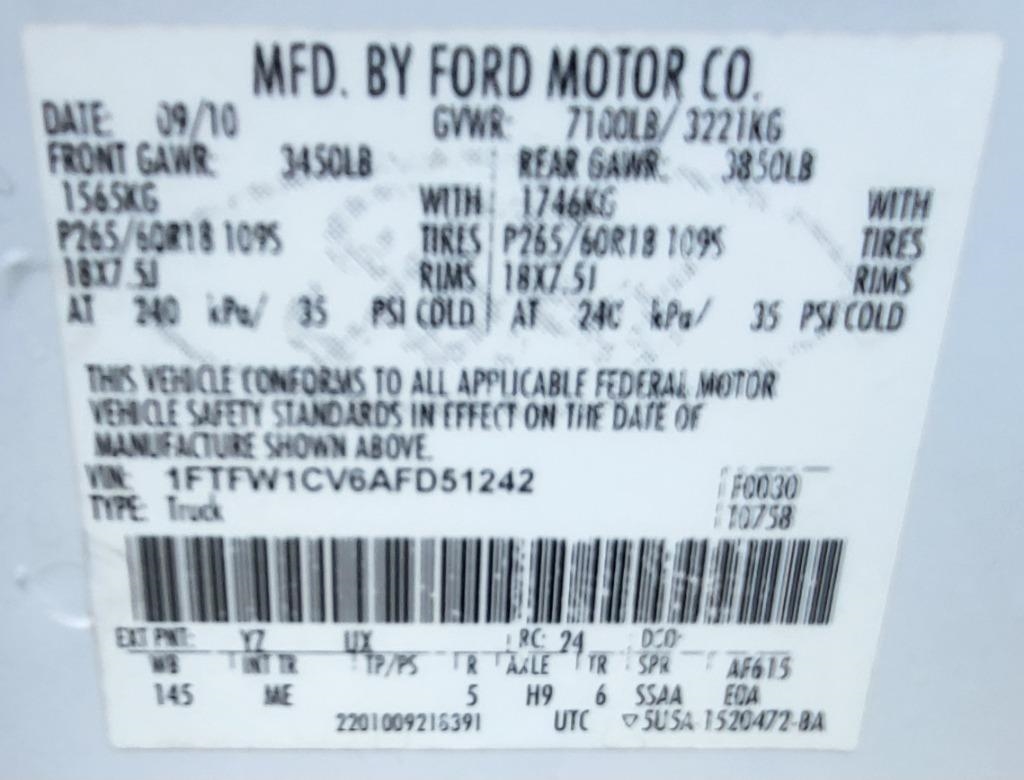 MFD. BY FORD MOTOR CO.
DATE: 09/10 GVWR: 7100LB/ 3221KG
FRONT GAWR: 3450LB REAR GAWR: 3850LB
1565KG WITH 1746KG WITH
P265/60R18 109S TIRES P265/60R18 109S TIRES
18X7.5J RIMS 18X7.5J RIMS
AT 240 kPa/ 35 PSI COLD AT 240 kPa/ 35 PSI COLD
THIS VEHICLE CONFORMS TO ALL APPLICABLE FEDERAL MOTOR
VEHICLE SAFETY STANDARDS IN EFFECT ON THE DATE OF
MANUFACTURE SHOWN ABOVE.
VIN: 1FTFW1CV6AFD51242 F0030
TYPE: Truck T0758
EXT PNT: YZ UX RC: 24 DSO:
WB INT TR TP/PS R AXLE TR SPR AF615
145 ME 5 H9 6 SSAA EOA
UTC ▽5U5A-1520472-BA